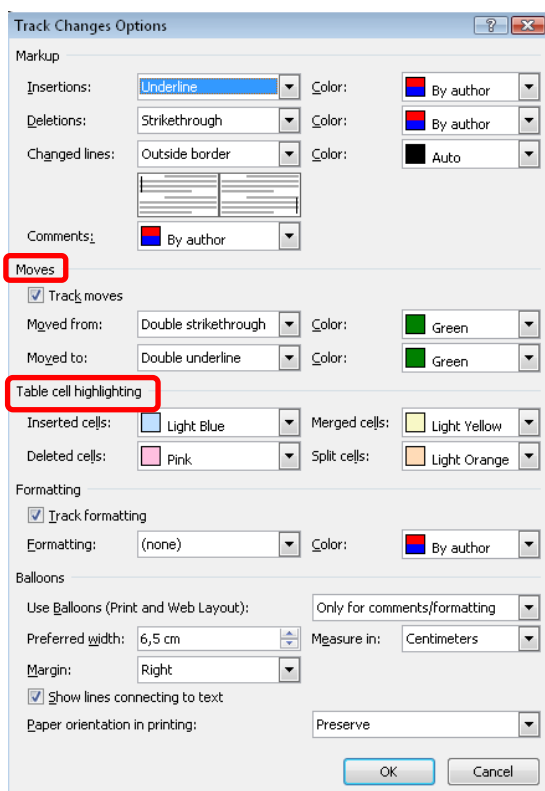 Track Changes Options
Markup
Insertions: Underline Color: By author
Deletions: Strikethrough Color: By author
Changed lines: Outside border Color: Auto
Comments: By author
Moves
Track moves
Moved from: Double strikethrough Color: Green
Moved to: Double underline Color: Green
Table cell highlighting
Inserted cells: Light Blue Merged cells: Light Yellow
Deleted cells: Pink Split cells: Light Orange
Formatting
Track formatting
Formatting: (none) Color: By author
Balloons
Use Balloons (Print and Web Layout): Only for comments/formatting
Preferred width: 6,5 cm Measure in: Centimeters
Margin: Right
Show lines connecting to text
Paper orientation in printing: Preserve
OK Cancel